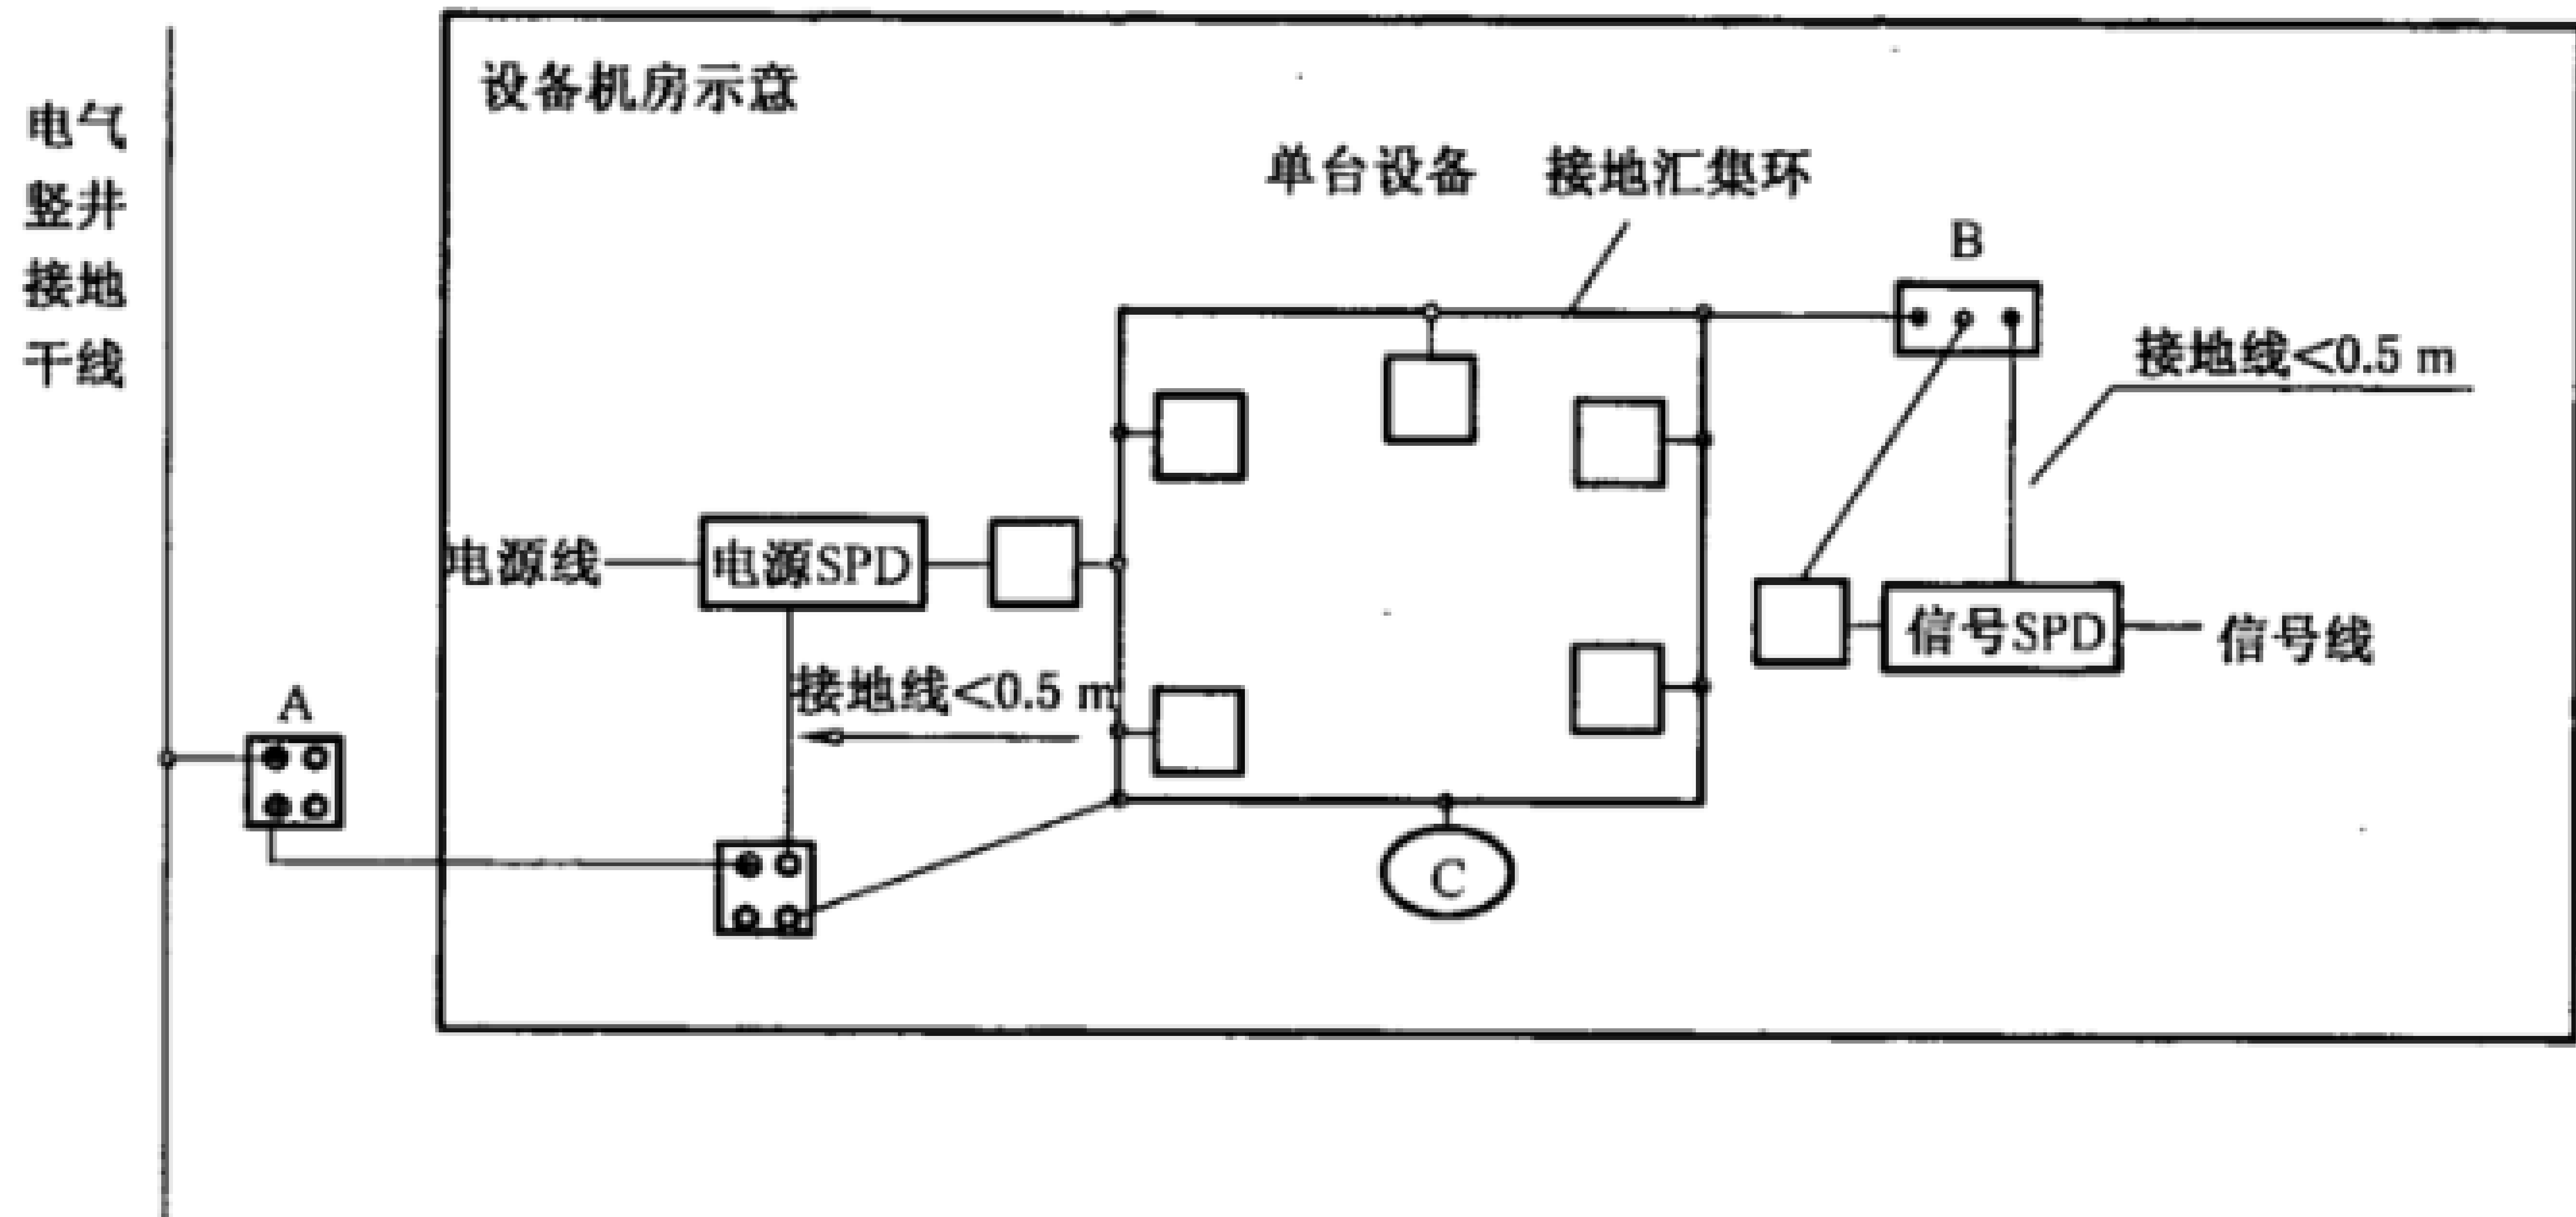 设备机房示意
电气
竖井
接地
干线
单台设备
接地汇集环
B
接地线<0.5 m
电源线
电源SPD
信号SPD
信号线
接地线<0.5 m
A
C